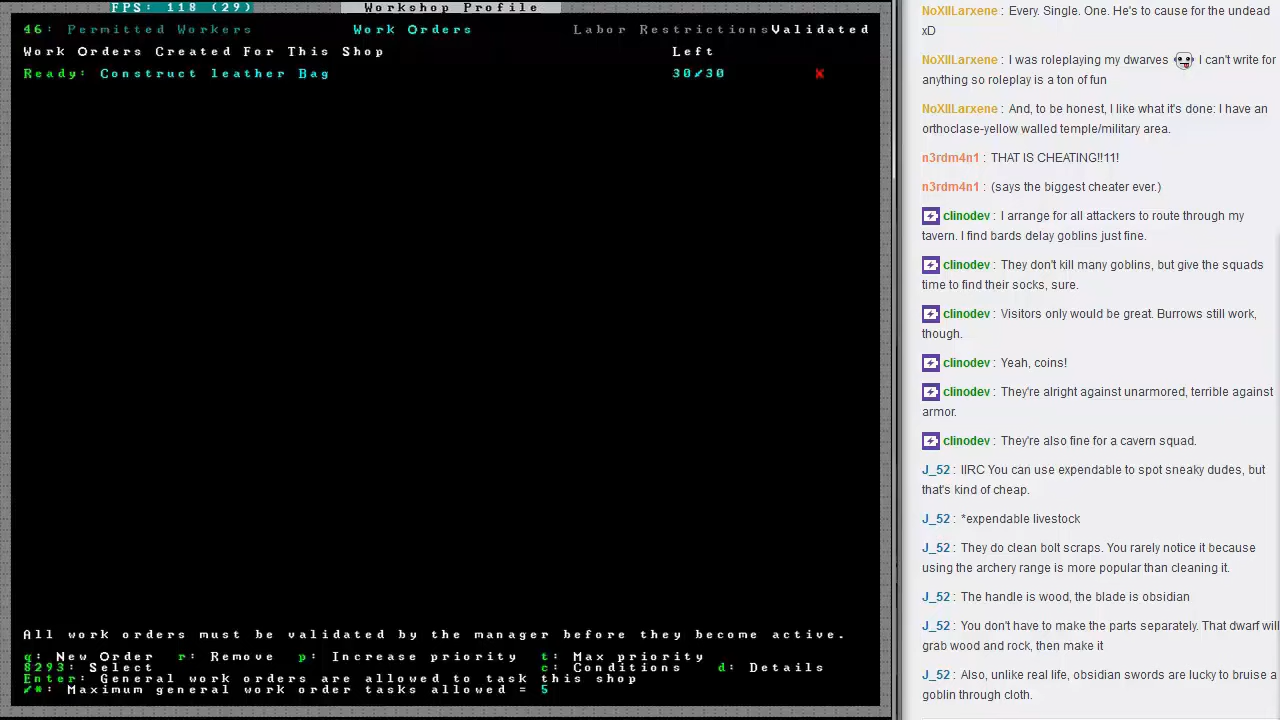 FPS: 118 (29)
Workshop Profile
46: Permitted Workers Work Orders Labor Restrictions Validated
Work Orders Created For This Shop Left
Ready: Construct leather Bag 30/30 X
All work orders must be validated by the manager before they become active.
q: New Order r: Remove p: Increase priority t: Max priority
8293: Select c: Conditions d: Details
Enter: General work orders are allowed to task this shop
/*: Maximum general work order tasks allowed = 5
NoXIILarxene : Every. Single. One. He's to cause for the undead
xD
NoXIILarxene : I was roleplaying my dwarves I can't write for
anything so roleplay is a ton of fun
NoXIILarxene : And, to be honest, I like what it's done: I have an
orthoclase-yellow walled temple/military area.
n3rdm4n1 : THAT IS CHEATING!!11!
n3rdm4n1 : (says the biggest cheater ever.)
clinodev : I arrange for all attackers to route through my
tavern. I find bards delay goblins just fine.
clinodev : They don't kill many goblins, but give the squads
time to find their socks, sure.
clinodev : Visitors only would be great. Burrows still work,
though.
clinodev : Yeah, coins!
clinodev : They're alright against unarmored, terrible against
armor.
clinodev : They're also fine for a cavern squad.
J_52 : IIRC You can use expendable to spot sneaky dudes, but
that's kind of cheap.
J_52 : *expendable livestock
J_52 : They do clean bolt scraps. You rarely notice it because
using the archery range is more popular than cleaning it.
J_52 : The handle is wood, the blade is obsidian
J_52 : You don't have to make the parts separately. That dwarf will
grab wood and rock, then make it
J_52 : Also, unlike real life, obsidian swords are lucky to bruise a
goblin through cloth.